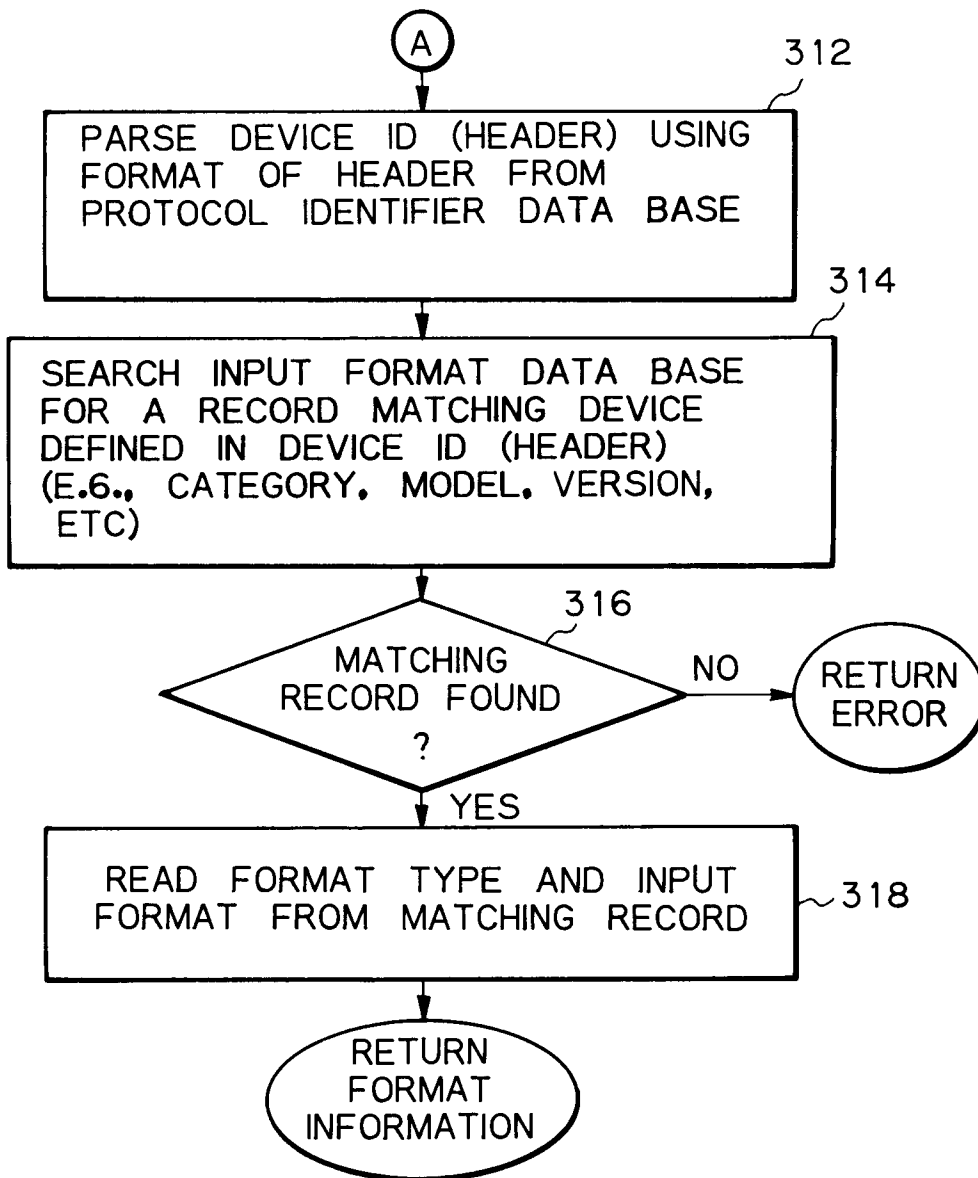 A
312
PARSE DEVICE ID (HEADER) USING
FORMAT OF HEADER FROM
PROTOCOL IDENTIFIER DATA BASE
314
SEARCH INPUT FORMAT DATA BASE
FOR A RECORD MATCHING DEVICE
DEFINED IN DEVICE ID (HEADER)
(E.6., CATEGORY, MODEL, VERSION,
ETC)
316
MATCHING
RECORD FOUND
?
NO
RETURN
ERROR
YES
READ FORMAT TYPE AND INPUT
FORMAT FROM MATCHING RECORD
318
RETURN
FORMAT
INFORMATION